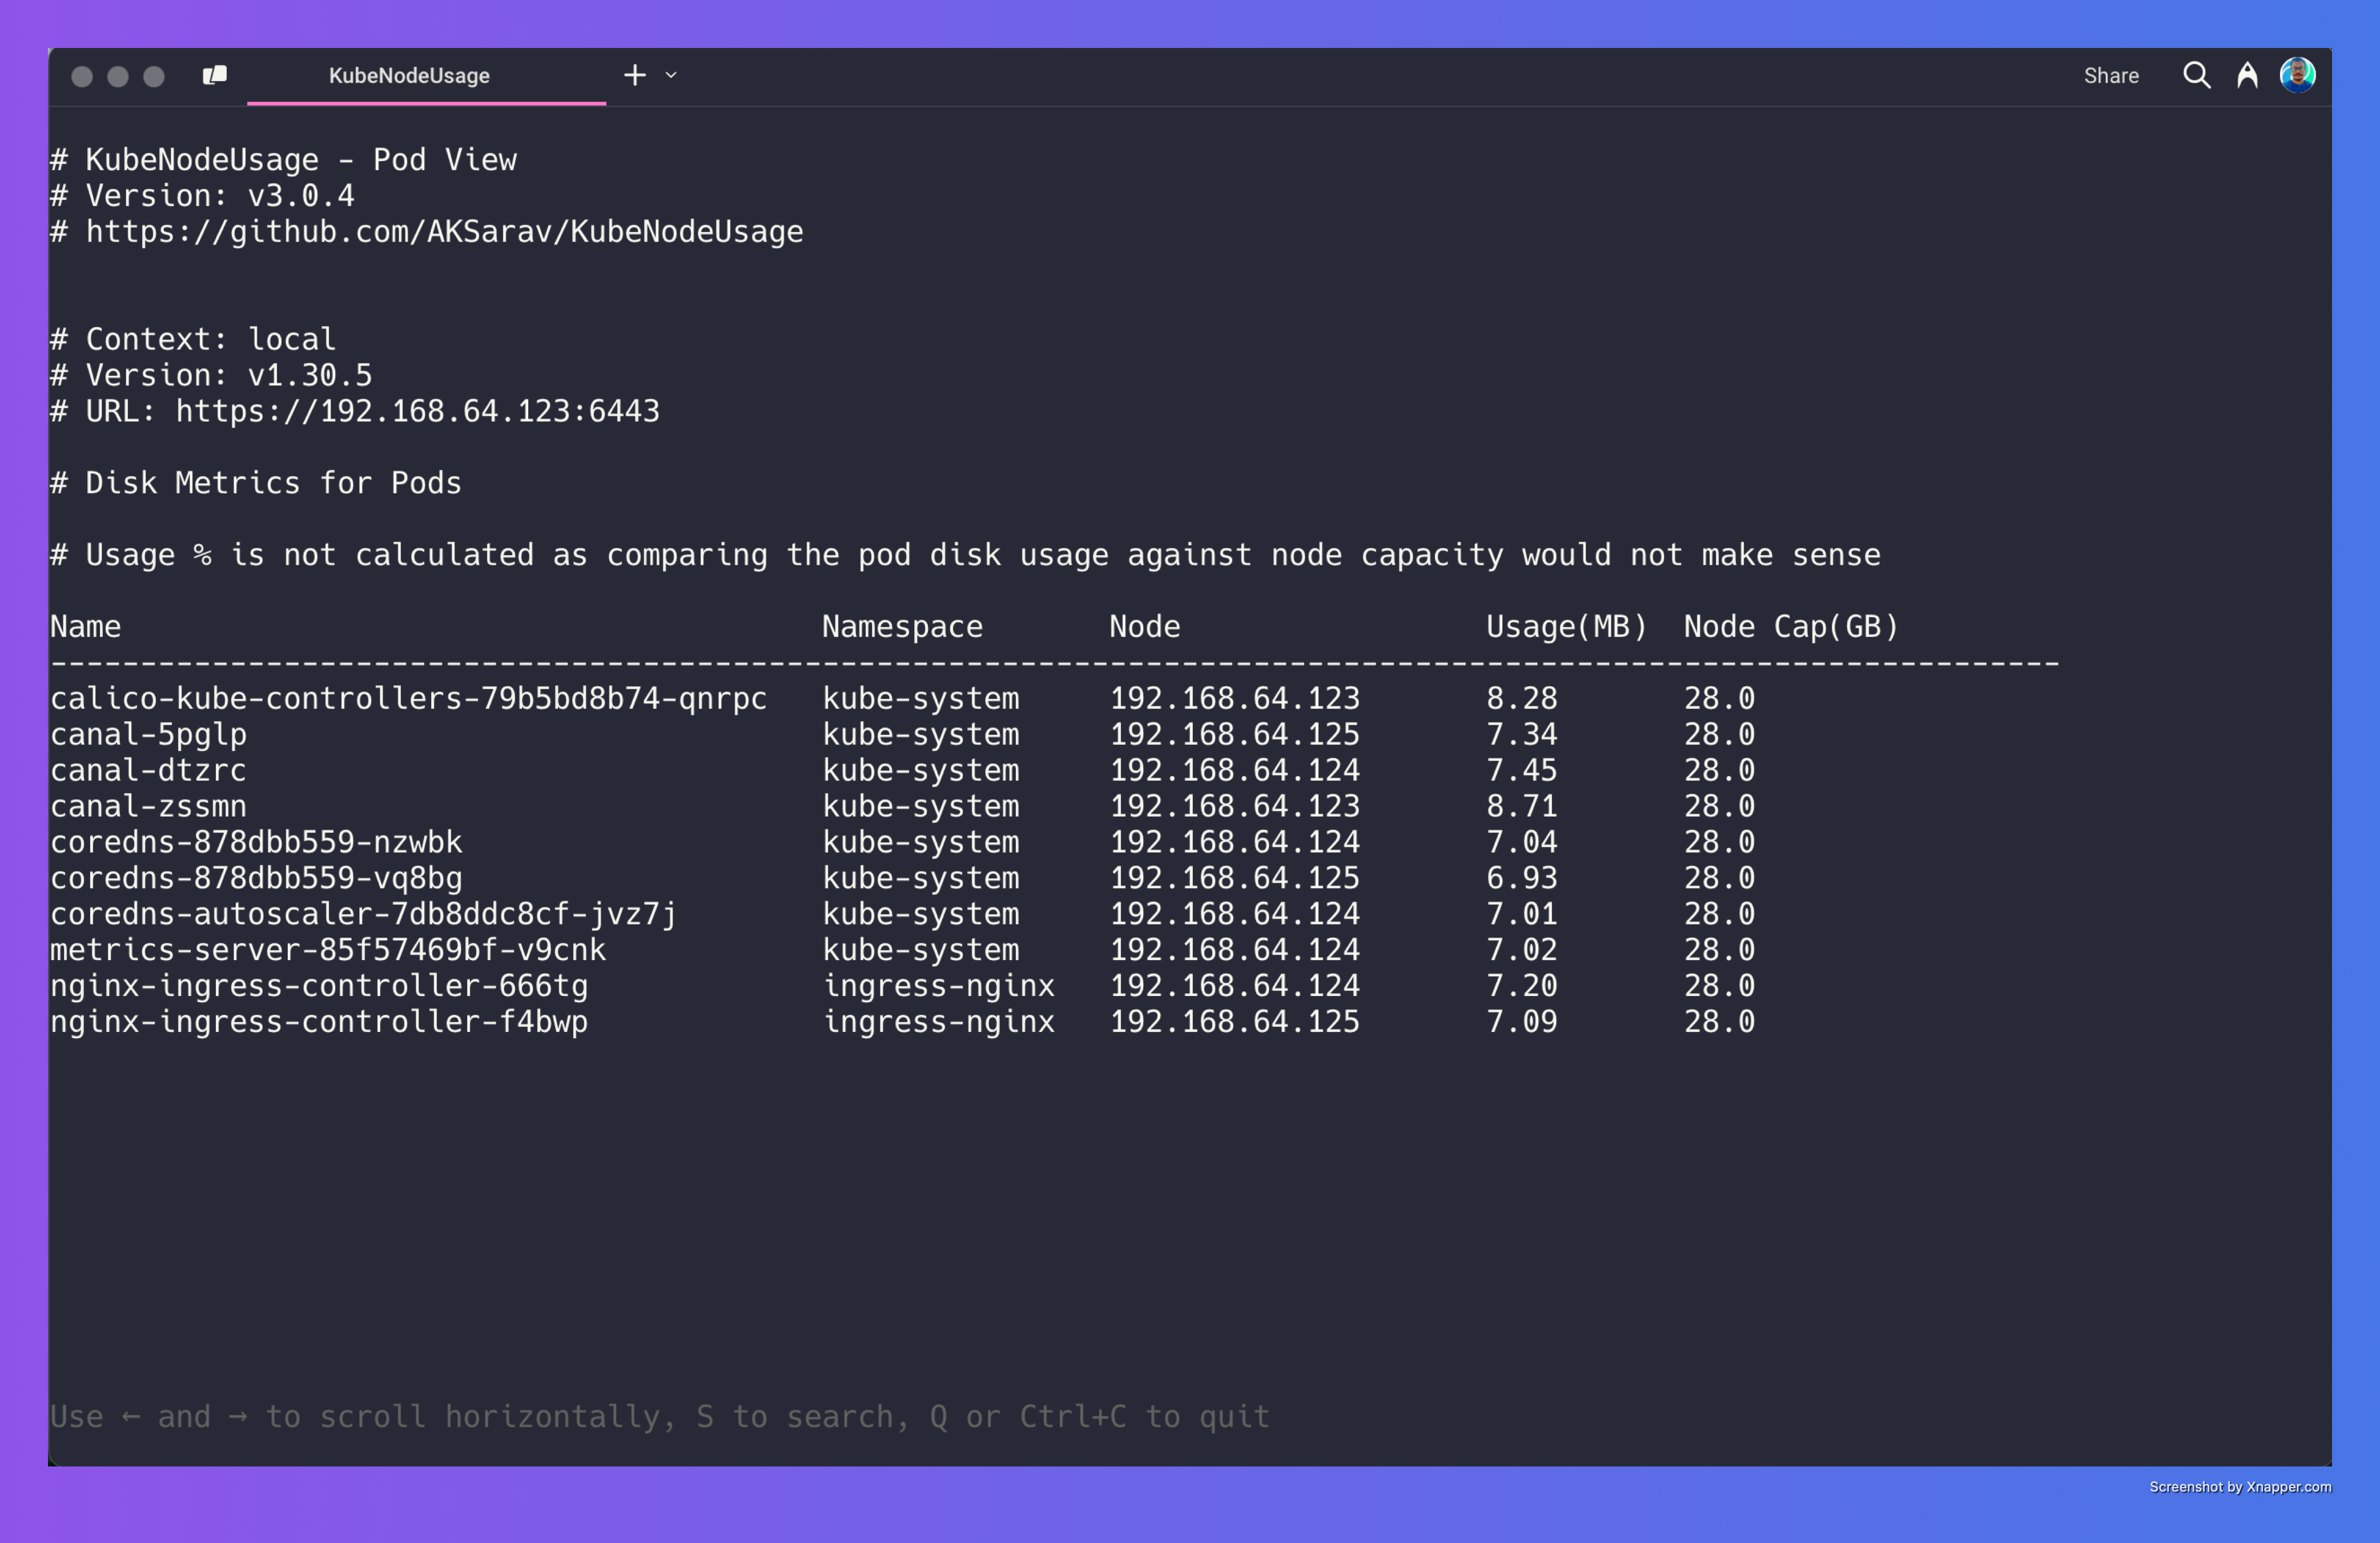 KubeNodeUsage
Share
# KubeNodeUsage - Pod View
# Version: v3.0.4
# https://github.com/AKSarav/KubeNodeUsage
# Context: local
# Version: v1.30.5
# URL: https://192.168.64.123:6443
# Disk Metrics for Pods
# Usage % is not calculated as comparing the pod disk usage against node capacity would not make sense
Name Namespace Node Usage(MB) Node Cap(GB)
----------------------------------------------------------------------------------------------------------------
calico-kube-controllers-79b5bd8b74-qnrpc kube-system 192.168.64.123 8.28 28.0
canal-5pglp kube-system 192.168.64.125 7.34 28.0
canal-dtzrc kube-system 192.168.64.124 7.45 28.0
canal-zssmn kube-system 192.168.64.123 8.71 28.0
coredns-878dbb559-nzwbk kube-system 192.168.64.124 7.04 28.0
coredns-878dbb559-vq8bg kube-system 192.168.64.125 6.93 28.0
coredns-autoscaler-7db8ddc8cf-jvz7j kube-system 192.168.64.124 7.01 28.0
metrics-server-85f57469bf-v9cnk kube-system 192.168.64.124 7.02 28.0
nginx-ingress-controller-666tg ingress-nginx 192.168.64.124 7.20 28.0
nginx-ingress-controller-f4bwp ingress-nginx 192.168.64.125 7.09 28.0
Use ← and → to scroll horizontally, S to search, Q or Ctrl+C to quit
Screenshot by Xnapper.com